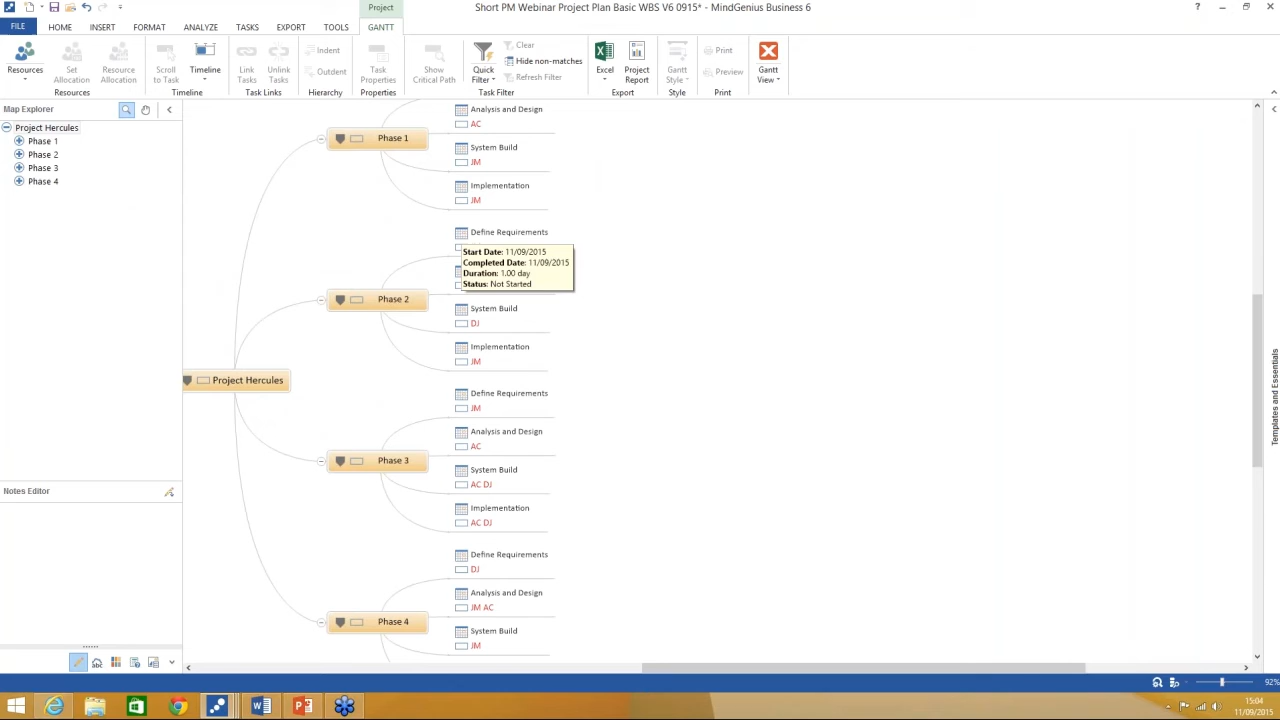 Project
Short PM Webinar Project Plan Basic WBS V6 0915* - MindGenius Business 6
FILE HOME INSERT FORMAT ANALYZE TASKS EXPORT TOOLS GANTT
Resources
Set Allocation
Resource Allocation
Resources
Scroll to Task
Timeline
Timeline
Link Tasks
Unlink Tasks
Task Links
Indent
Outdent
Hierarchy
Task Properties
Properties
Show Critical Path
Quick Filter
Clear
Hide non-matches
Refresh Filter
Task Filter
Excel
Project Report
Export
Gantt Style
Style
Print
Preview
Print
Gantt View
Map Explorer
Project Hercules
Phase 1
Phase 2
Phase 3
Phase 4
Notes Editor
Project Hercules
Phase 1
Analysis and Design
AC
System Build
JM
Implementation
JM
Phase 2
Define Requirements
Start Date: 11/09/2015
Completed Date: 11/09/2015
Duration: 1.00 day
Status: Not Started
System Build
DJ
Implementation
JM
Phase 3
Define Requirements
JM
Analysis and Design
AC
System Build
AC DJ
Implementation
AC DJ
Phase 4
Define Requirements
DJ
Analysis and Design
JM AC
System Build
JM
Templates and Essentials
92%
15:04
11/09/2015